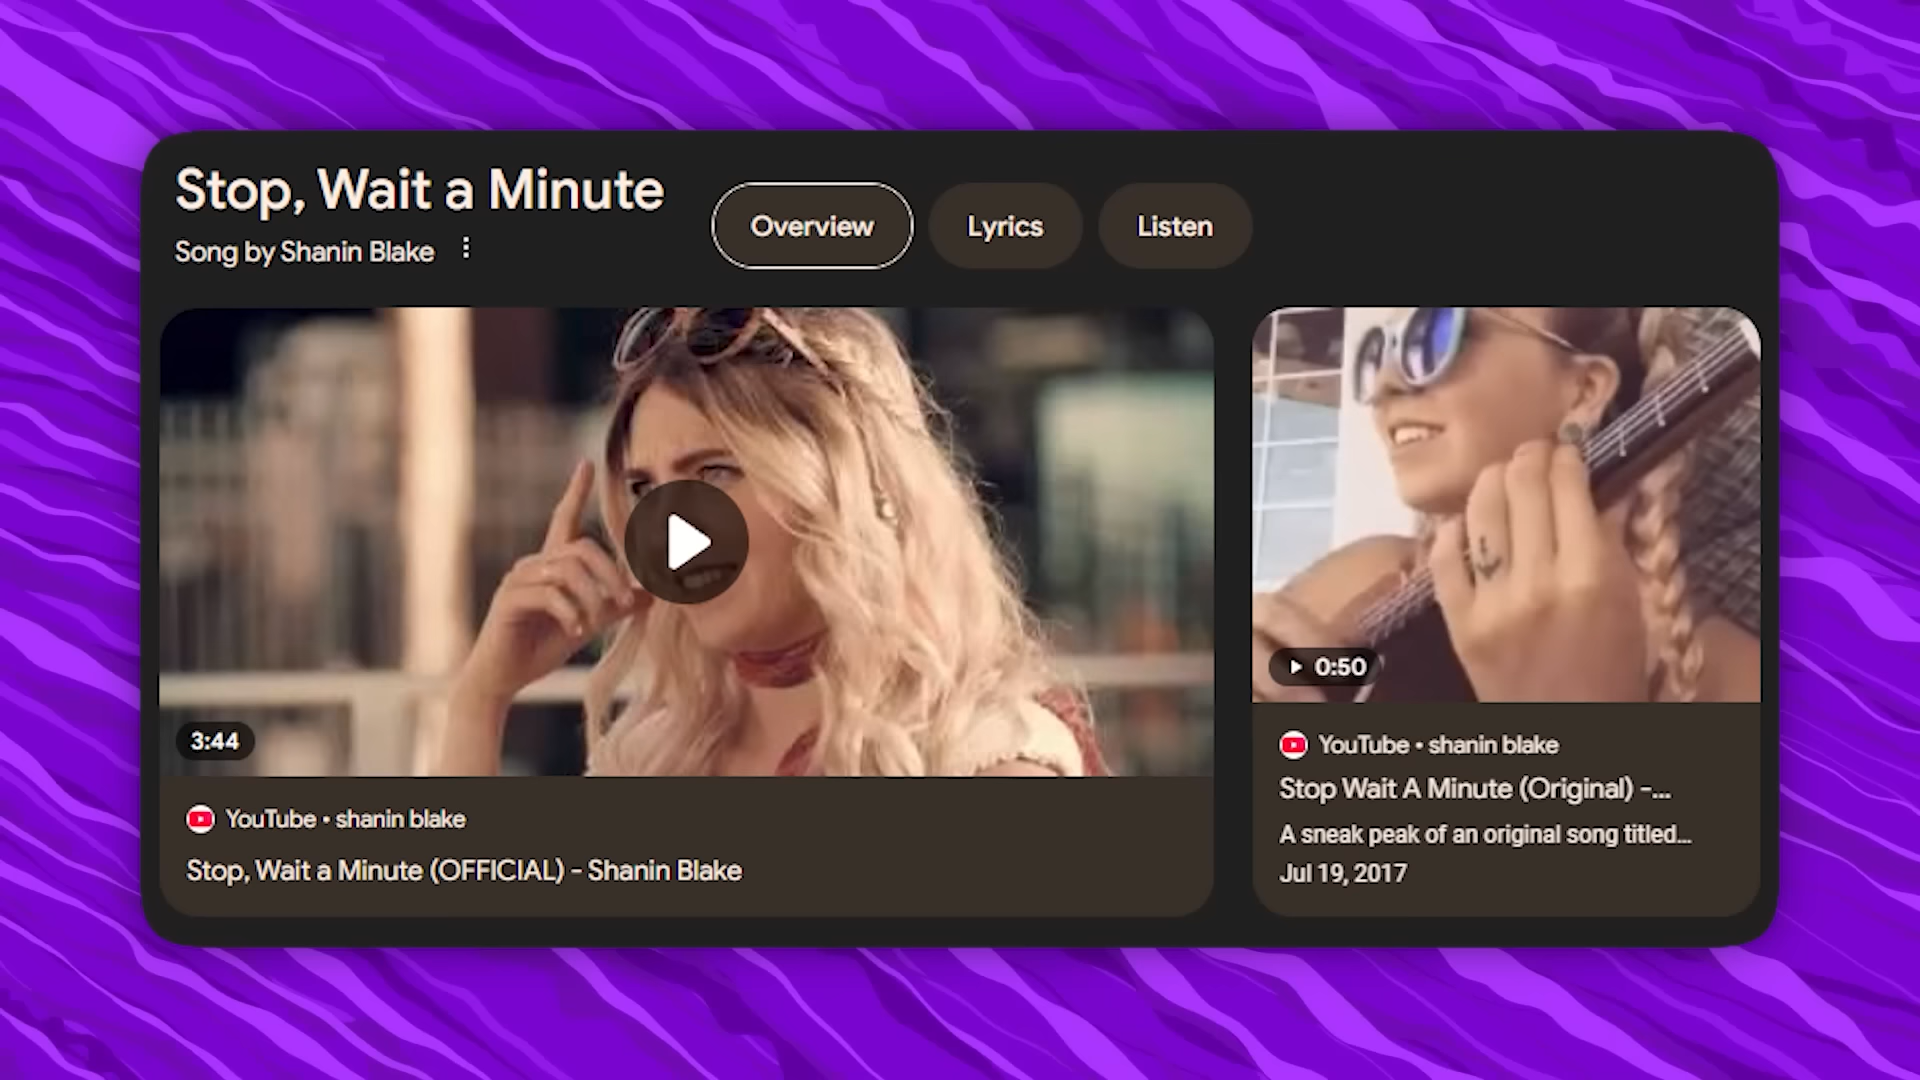 Stop, Wait a Minute
Song by Shanin Blake
Overview
Lyrics
Listen
3:44
YouTube • shanin blake
Stop, Wait a Minute (OFFICIAL) - Shanin Blake
0:50
YouTube • shanin blake
Stop Wait A Minute (Original) -...
A sneak peak of an original song titled...
Jul 19, 2017